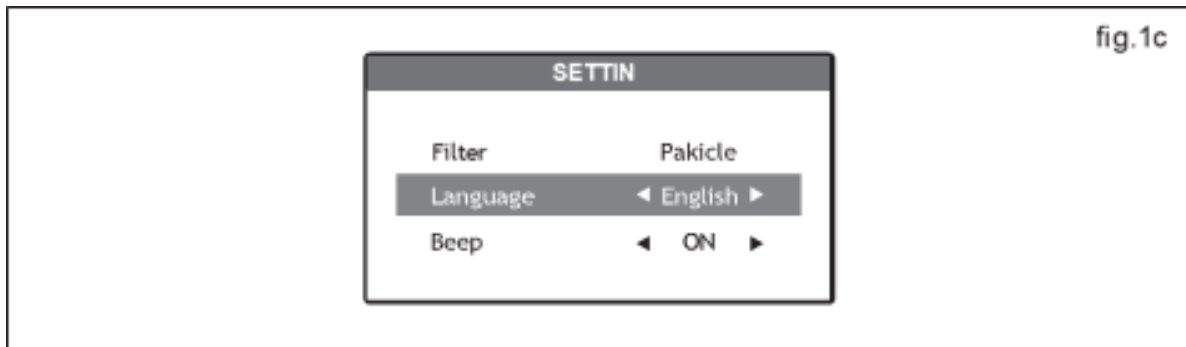 fig.1c
SETTIN
Filter Pakicle
Language ◄ English ►
Beep ◄ ON ►